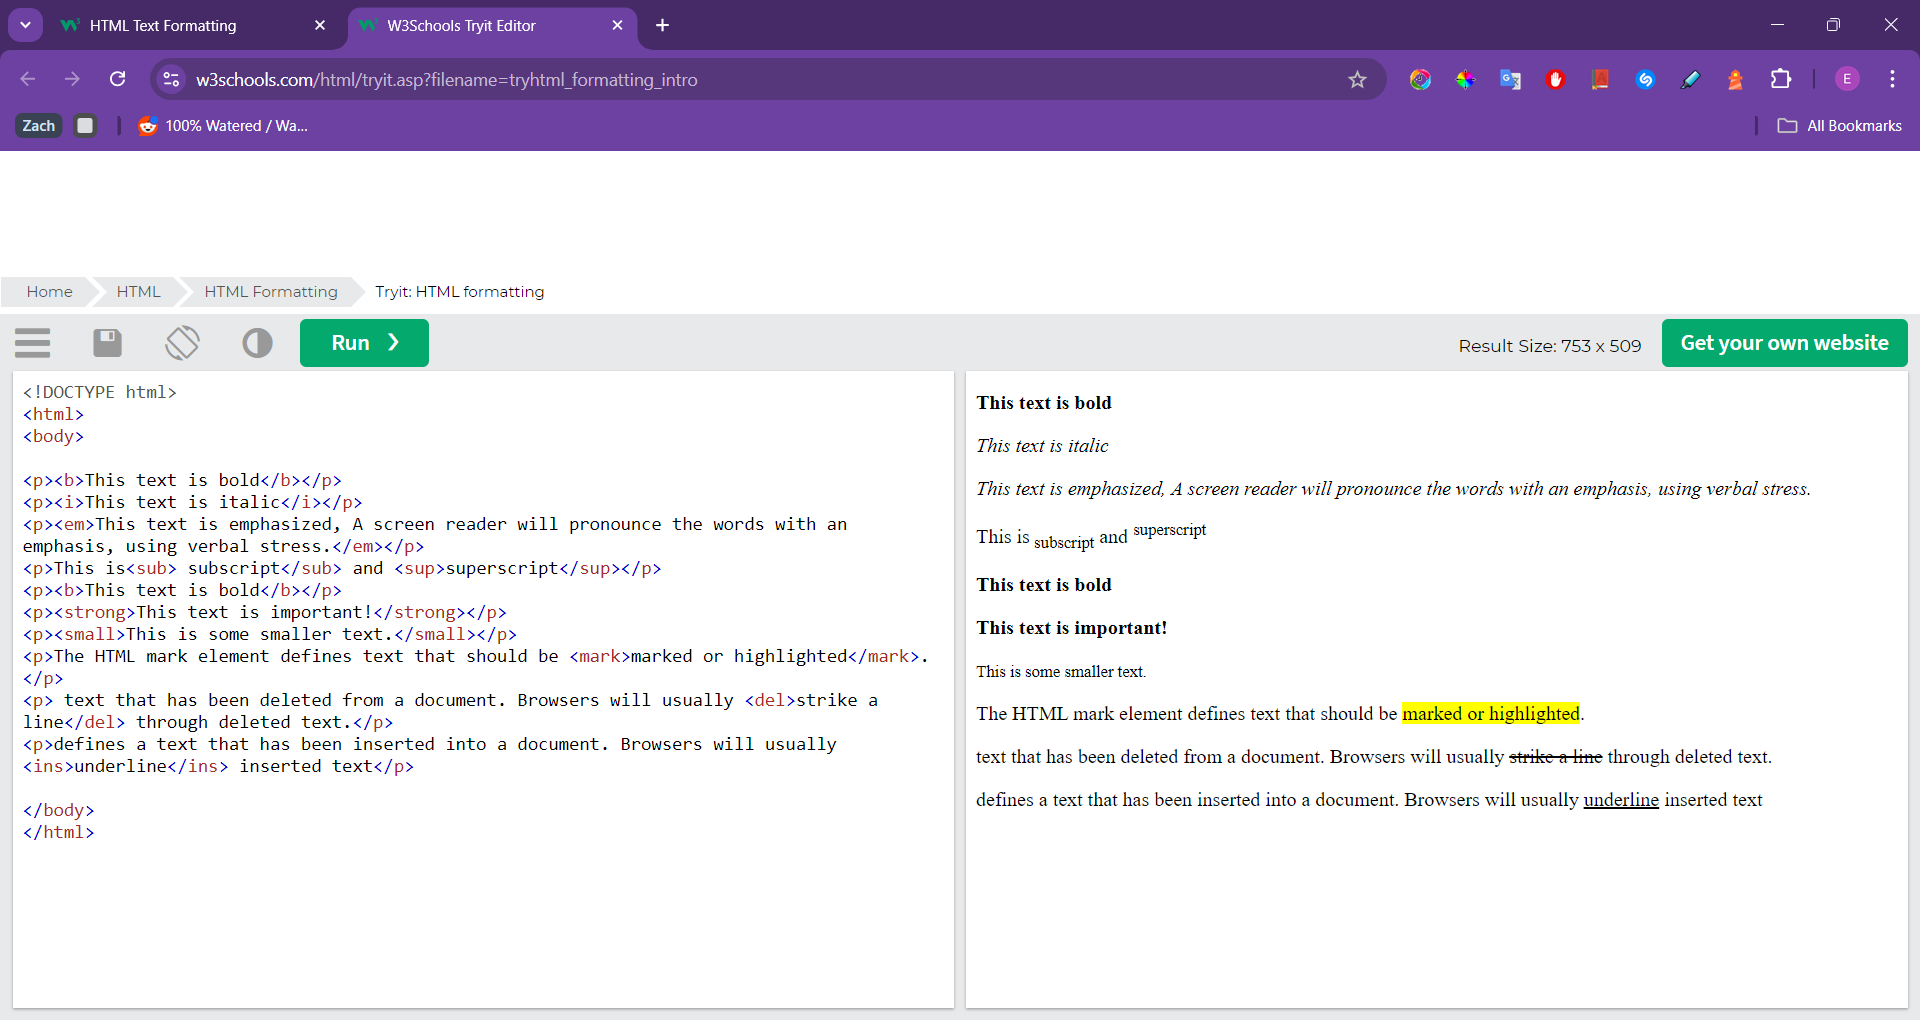 HTML Text Formatting
W3Schools Tryit Editor
w3schools.com/html/tryit.asp?filename=tryhtml_formatting_intro
E
Zach
100% Watered / Wa...
All Bookmarks
Home
HTML
HTML Formatting
Tryit: HTML formatting
Run ❯
Result Size: 753 x 509
Get your own website
<!DOCTYPE html>
<html>
<body>
<p><b>This text is bold</b></p>
<p><i>This text is italic</i></p>
<p><em>This text is emphasized, A screen reader will pronounce the words with an
emphasis, using verbal stress.</em></p>
<p>This is<sub> subscript</sub> and <sup>superscript</sup></p>
<p><b>This text is bold</b></p>
<p><strong>This text is important!</strong></p>
<p><small>This is some smaller text.</small></p>
<p>The HTML mark element defines text that should be <mark>marked or highlighted</mark>.
</p>
<p> text that has been deleted from a document. Browsers will usually <del>strike a
line</del> through deleted text.</p>
<p>defines a text that has been inserted into a document. Browsers will usually
<ins>underline</ins> inserted text</p>
</body>
</html>
This text is bold
This text is italic
This text is emphasized, A screen reader will pronounce the words with an emphasis, using verbal stress.
This is subscript and superscript
This text is bold
This text is important!
This is some smaller text.
The HTML mark element defines text that should be marked or highlighted.
text that has been deleted from a document. Browsers will usually strike a line through deleted text.
defines a text that has been inserted into a document. Browsers will usually underline inserted text